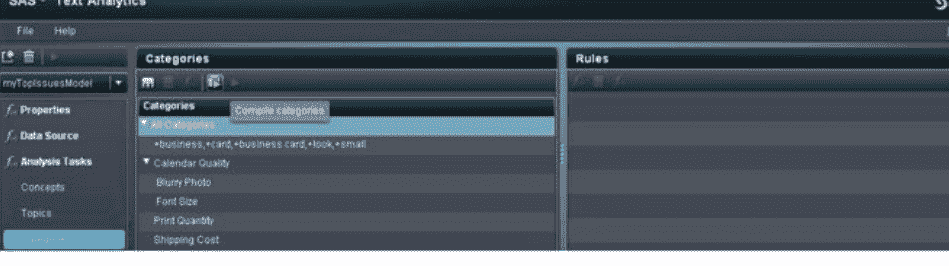 SAS Text Analytics
File Help
Categories
Rules
myTopIssuesModel
Categories
Compile categories
Properties
All Categories
Data Source
+business,+card,+business card,+look,+small
Analysis Tasks
Calendar Quality
Concepts
Blurry Photo
Font Size
Topics
Print Quantity
Shipping Cost